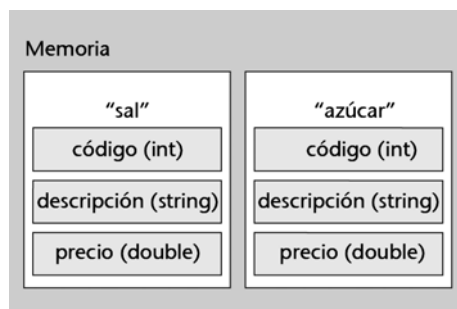 Memoria
“sal”
código (int)
descripción (string)
precio (double)
“azúcar”
código (int)
descripción (string)
precio (double)